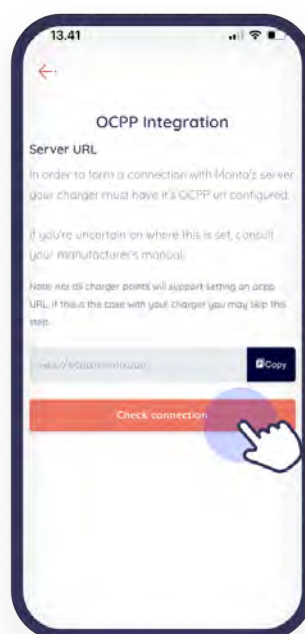 13.41
OCPP Integration
Server URL
In order to form a connection with Monta's server
your charger must have it's OCPP url configured.
if you're uncertain on where this is set, consult
your manufacturer's manual.
Note: not all charger points will support setting an ocpp
URL, if this is the case with your charger you may skip this
step.
Copy
Check connection